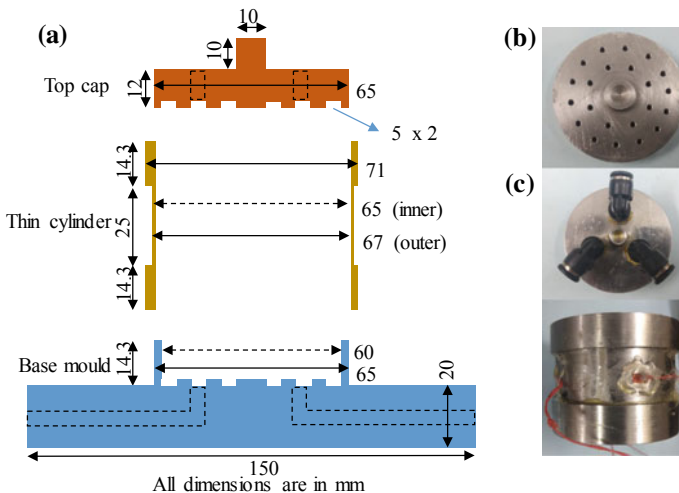 (a)
10
10
12
Top cap
65
5 x 2
14.3
71
Thin cylinder
25
65 (inner)
67 (outer)
14.3
14.3
Base mould
60
65
20
150
All dimensions are in mm
(b)
(c)